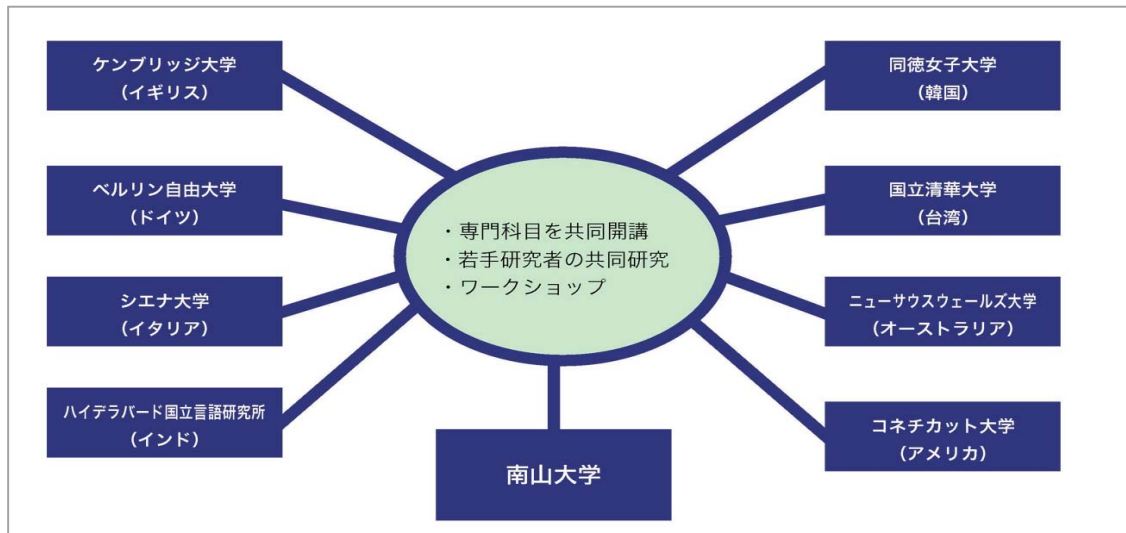 ケンブリッジ大学
（イギリス）
ベルリン自由大学
（ドイツ）
シエナ大学
（イタリア）
ハイデラバード国立言語研究所
（インド）
・専門科目を共同開講
・若手研究者の共同研究
・ワークショップ
南山大学
同徳女子大学
（韓国）
国立清華大学
（台湾）
ニューサウスウェールズ大学
（オーストラリア）
コネチカット大学
（アメリカ）